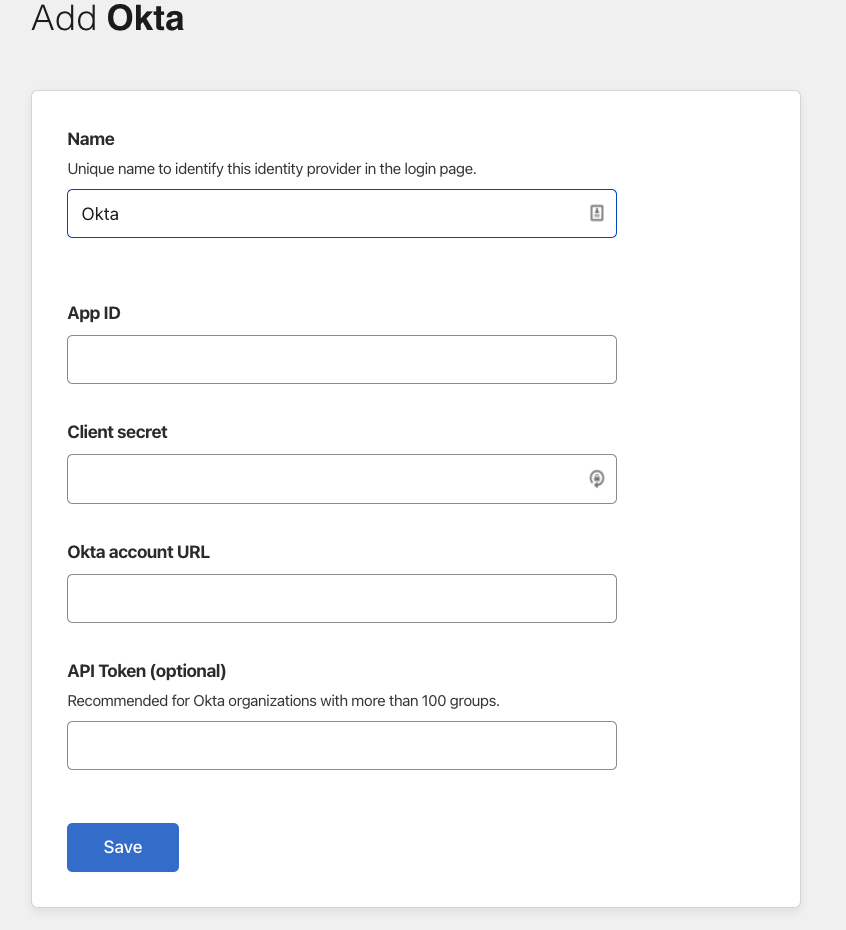 Add Okta
Name
Unique name to identify this identity provider in the login page.
Okta
App ID
Client secret
Okta account URL
API Token (optional)
Recommended for Okta organizations with more than 100 groups.
Save